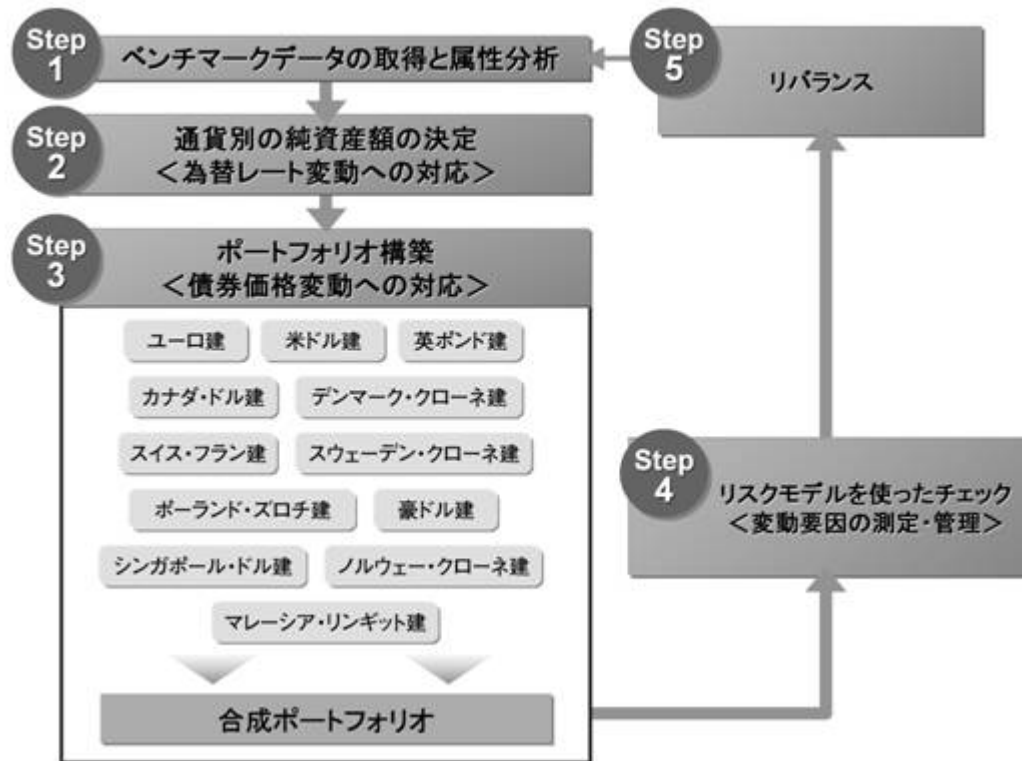 Step 1
ベンチマークデータの取得と属性分析
Step 2
通貨別の純資産額の決定
＜為替レート変動への対応＞
Step 3
ポートフォリオ構築
＜債券価格変動への対応＞
ユーロ建
米ドル建
英ポンド建
カナダ・ドル建
デンマーク・クローネ建
スイス・フラン建
スウェーデン・クローネ建
ポーランド・ズロチ建
豪ドル建
シンガポール・ドル建
ノルウェー・クローネ建
マレーシア・リンギット建
合成ポートフォリオ
Step 4
リスクモデルを使ったチェック
＜変動要因の測定・管理＞
Step 5
リバランス